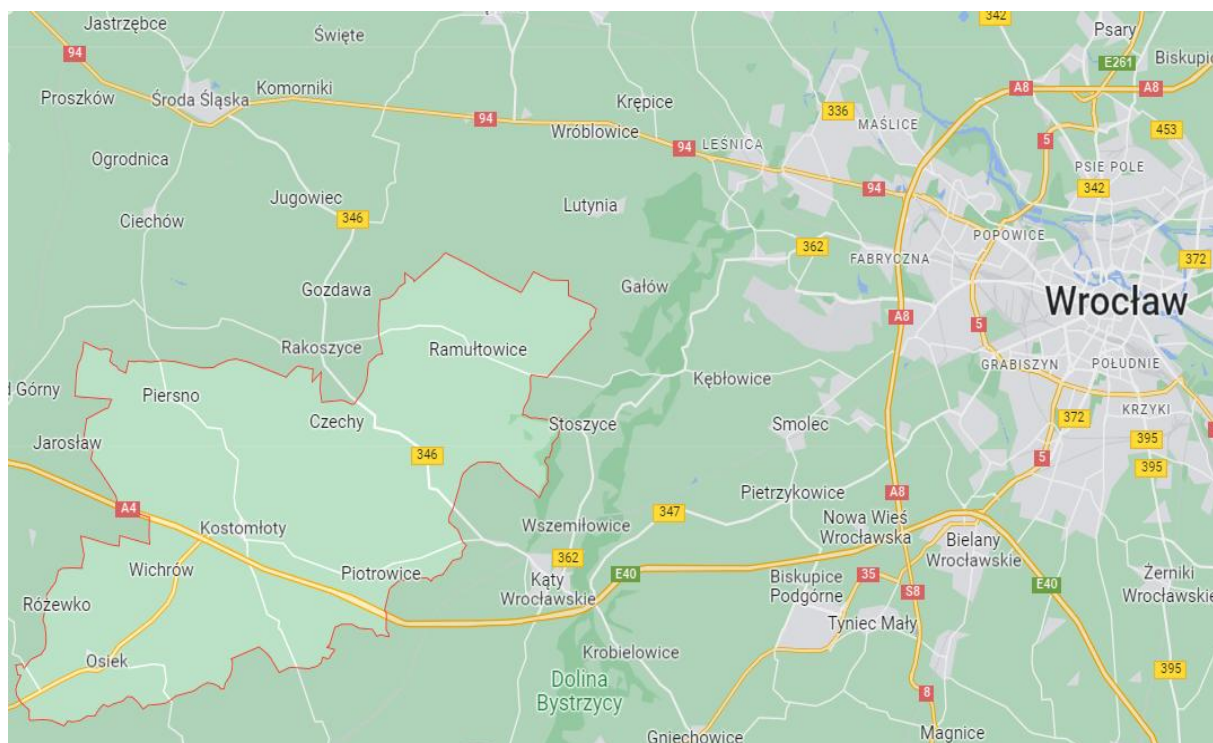 Jastrzębce
Święte
342
Psary
94
E261
Biskupic
Komorniki
A8
A8
Proszków
Środa Śląska
Krępice
336
94
MAŚLICE
Wróblowice
LEŚNICA
453
5
94
Ogrodnica
PSIE POLE
94
342
Jugowiec
Lutynia
Ciechów
346
POPOWICE
362
FABRYCZNA
372
Gozdawa
Gałów
Wrocław
A8
5
Rakoszyce
Ramułtowice
GRABISZYN
POŁUDNIE
Kębłowice
d Górny
Piersno
KRZYKI
Czechy
Stoszyce
Smolec
372
Jarosław
395
346
5
395
A4
Pietrzykowice
A8
347
Kostomłoty
Wszemiłowice
Nowa Wieś
Wrocławska
Bielany
Wrocławskie
362
Wichrów
Piotrowice
Kąty
Wrocławskie
E40
Biskupice
Podgórne
35
E40
Żerniki
Wrocławskie
S8
Różewko
Tyniec Mały
Osiek
Krobielowice
395
Dolina
Bystrzycy
8
Gniechowice
Magnice